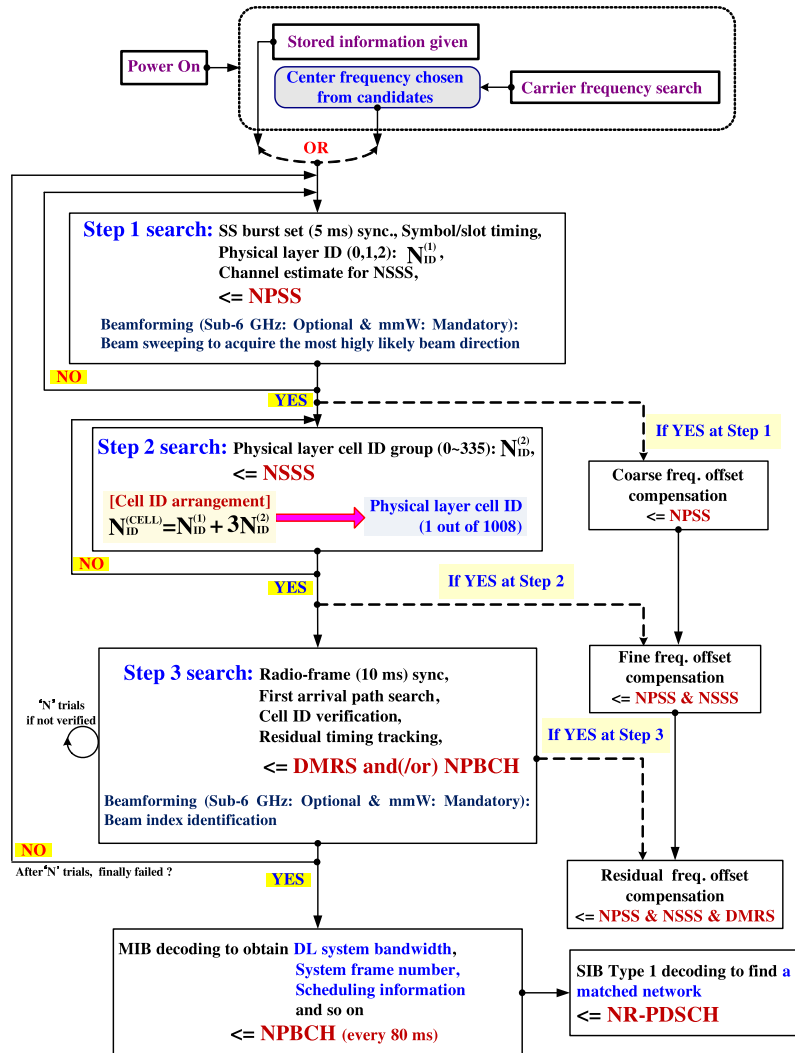 Stored information given
Power On
Center frequency chosen
from candidates
Carrier frequency search
OR
Step 1 search: SS burst set (5 ms) sync., Symbol/slot timing,
Physical layer ID (0,1,2): N_ID^(1),
Channel estimate for NSSS,
<= NPSS
Beamforming (Sub-6 GHz: Optional & mmW: Mandatory):
Beam sweeping to acquire the most higly likely beam direction
NO
YES
If YES at Step 1
Step 2 search: Physical layer cell ID group (0~335): N_ID^(2),
<= NSSS
[Cell ID arrangement]
N_ID^(CELL)=N_ID^(1) + 3N_ID^(2)
Physical layer cell ID
(1 out of 1008)
Coarse freq. offset
compensation
<= NPSS
NO
YES
If YES at Step 2
Step 3 search: Radio-frame (10 ms) sync,
First arrival path search,
Cell ID verification,
Residual timing tracking,
<= DMRS and(/or) NPBCH
Beamforming (Sub-6 GHz: Optional & mmW: Mandatory):
Beam index identification
‘N’ trials
if not verified
Fine freq. offset
compensation
<= NPSS & NSSS
If YES at Step 3
NO
After‘N’ trials, finally failed ?
YES
Residual freq. offset
compensation
<= NPSS & NSSS & DMRS
MIB decoding to obtain DL system bandwidth,
System frame number,
Scheduling information
and so on
<= NPBCH (every 80 ms)
SIB Type 1 decoding to find a
matched network
<= NR-PDSCH